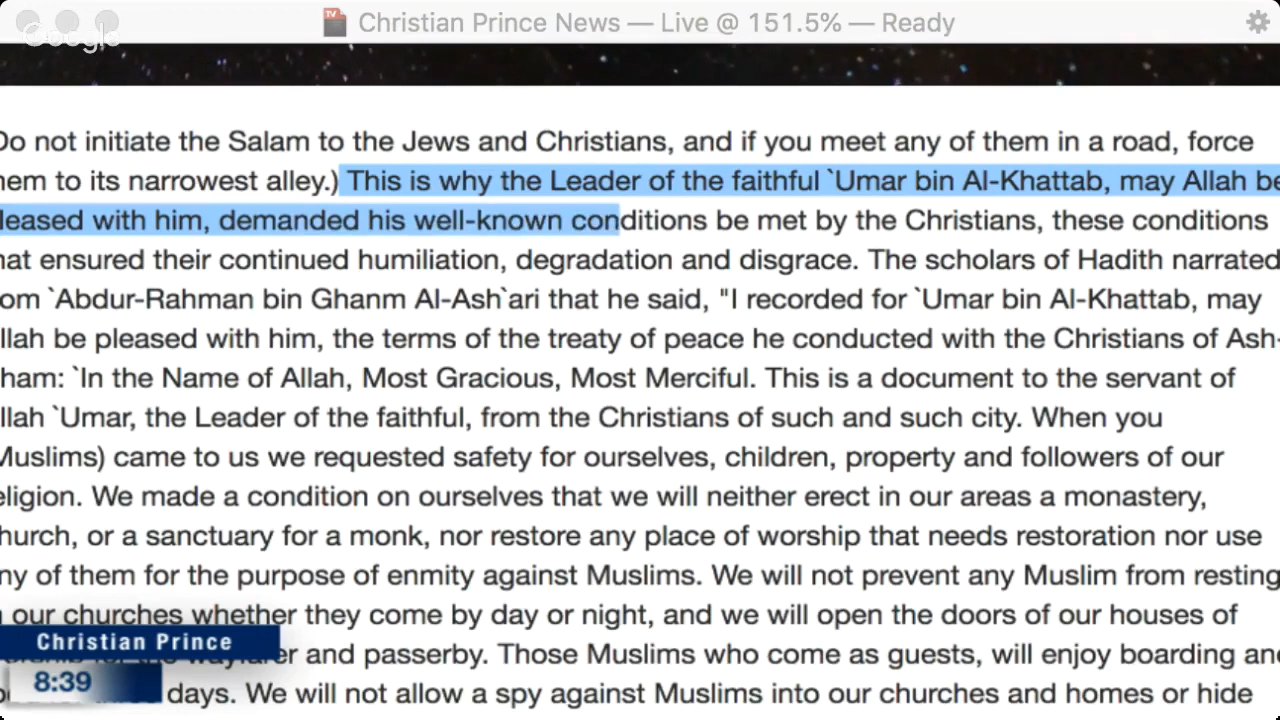 Christian Prince News — Live @ 151.5% — Ready
Google
Do not initiate the Salam to the Jews and Christians, and if you meet any of them in a road, force
hem to its narrowest alley.) This is why the Leader of the faithful `Umar bin Al-Khattab, may Allah be
leased with him, demanded his well-known conditions be met by the Christians, these conditions
hat ensured their continued humiliation, degradation and disgrace. The scholars of Hadith narrated
om `Abdur-Rahman bin Ghanm Al-Ash`ari that he said, "I recorded for `Umar bin Al-Khattab, may
llah be pleased with him, the terms of the treaty of peace he conducted with the Christians of Ash-
ham: `In the Name of Allah, Most Gracious, Most Merciful. This is a document to the servant of
llah `Umar, the Leader of the faithful, from the Christians of such and such city. When you
Muslims) came to us we requested safety for ourselves, children, property and followers of our
eligion. We made a condition on ourselves that we will neither erect in our areas a monastery,
hurch, or a sanctuary for a monk, nor restore any place of worship that needs restoration nor use
ny of them for the purpose of enmity against Muslims. We will not prevent any Muslim from resting
our churches whether they come by day or night, and we will open the doors of our houses of
and passerby. Those Muslims who come as guests, will enjoy boarding and
days. We will not allow a spy against Muslims into our churches and homes or hide
Christian Prince
8:39